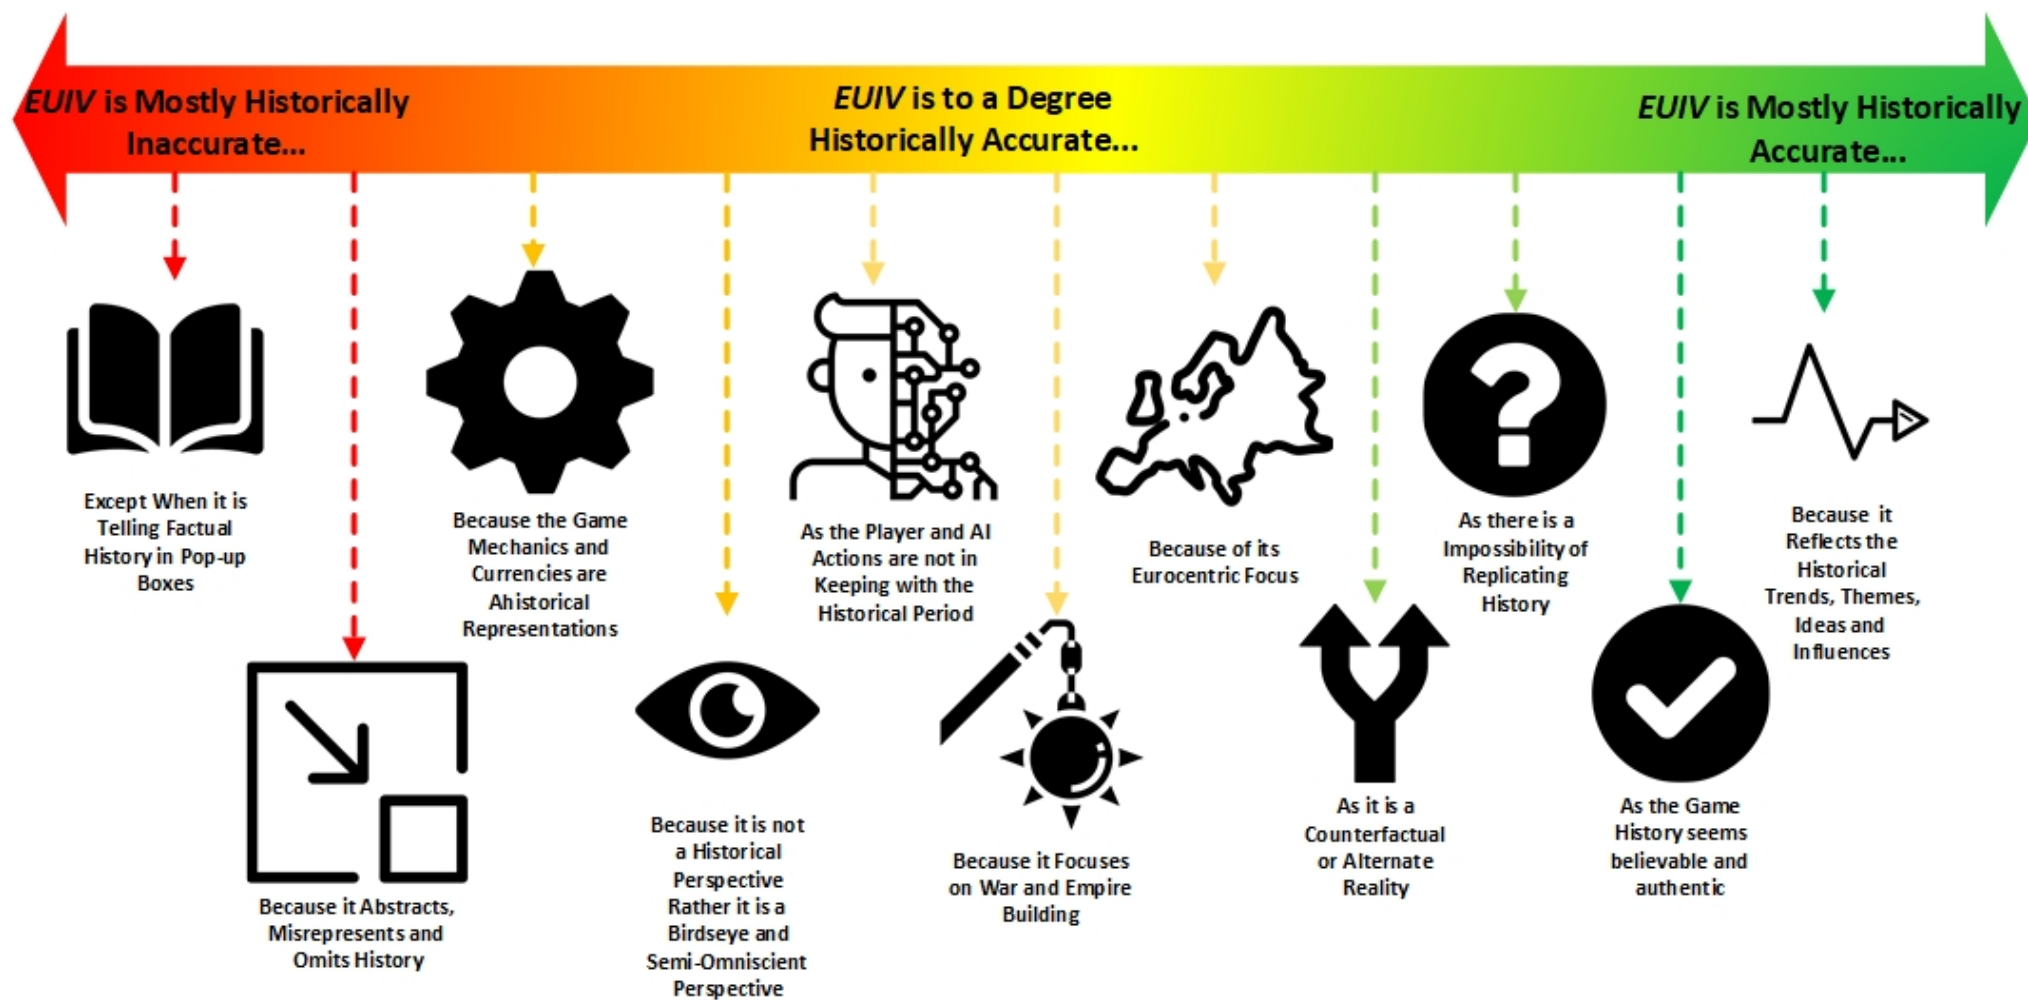 EUIV is Mostly Historically
Inaccurate...
EUIV is to a Degree
Historically Accurate...
EUIV is Mostly Historically
Accurate...
Except When it is
Telling Factual
History in Pop-up
Boxes
Because it Abstracts,
Misrepresents and
Omits History
Because the Game
Mechanics and
Currencies are
Ahistorical
Representations
Because it is not
a Historical
Perspective
Rather it is a
Birdseye and
Semi-Omniscient
Perspective
As the Player and AI
Actions are not in
Keeping with the
Historical Period
Because it Focuses
on War and Empire
Building
Because of its
Eurocentric Focus
As it is a
Counterfactual
or Alternate
Reality
As there is a
Impossibility of
Replicating
History
As the Game
History seems
believable and
authentic
Because it
Reflects the
Historical
Trends, Themes,
Ideas and
Influences